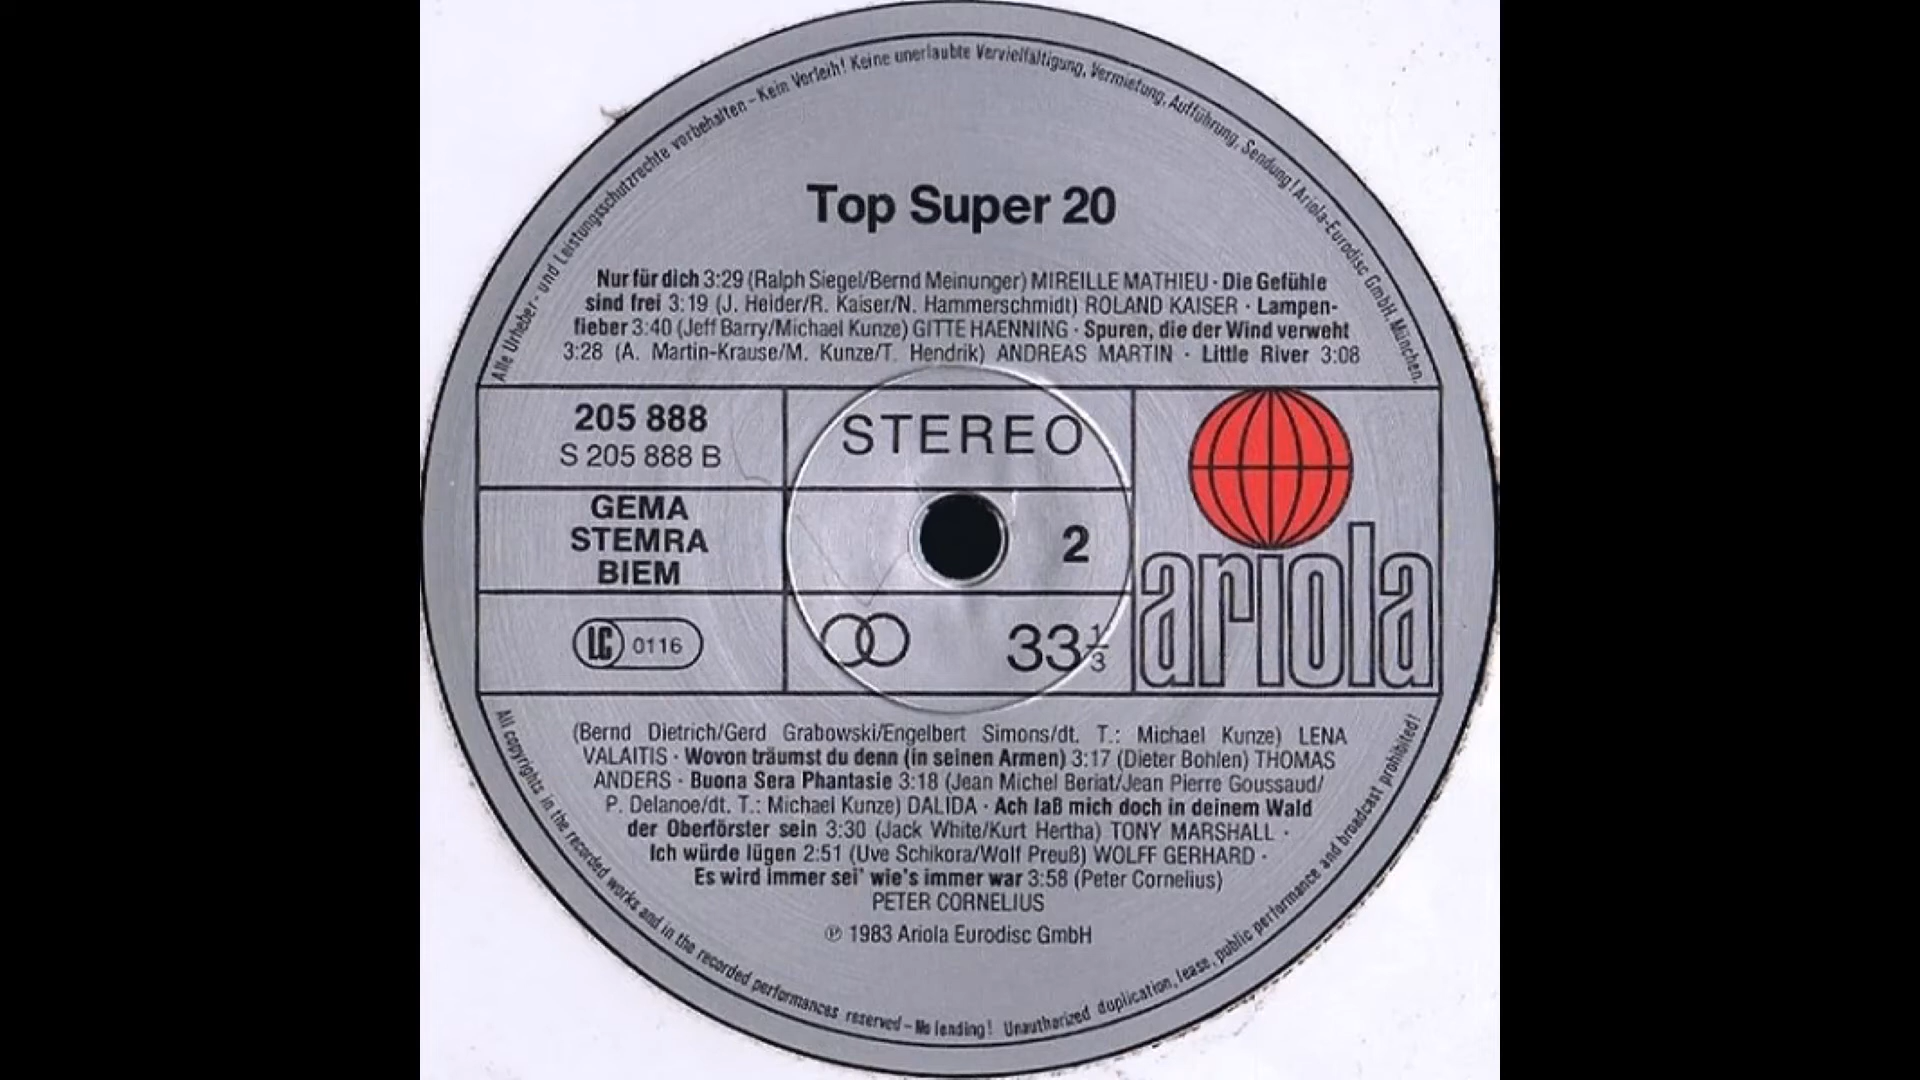 Alle Urheber- und Leistungsschutzrechte vorbehalten – Kein Verleih! Keine unerlaubte Vervielfältigung, Vermietung, Aufführung, Sendung! Ariola-Eurodisc GmbH, München.
Top Super 20
Nur für dich 3:29 (Ralph Siegel/Bernd Meinunger) MIREILLE MATHIEU · Die Gefühle
sind frei 3:19 (J. Heider/R. Kaiser/N. Hammerschmidt) ROLAND KAISER · Lampen-
fieber 3:40 (Jeff Barry/Michael Kunze) GITTE HAENNING · Spuren, die der Wind verweht
3:28 (A. Martin-Krause/M. Kunze/T. Hendrik) ANDREAS MARTIN · Little River 3:08
205 888
S 205 888 B
STEREO
GEMA
STEMRA
BIEM
2
LC 0116
33 1/3
ariola
(Bernd Dietrich/Gerd Grabowski/Engelbert Simons/dt. T.: Michael Kunze) LENA
VALAITIS · Wovon träumst du denn (in seinen Armen) 3:17 (Dieter Bohlen) THOMAS
ANDERS · Buona Sera Phantasie 3:18 (Jean Michel Beriat/Jean Pierre Goussaud/
P. Delanoe/dt. T.: Michael Kunze) DALIDA · Ach laß mich doch in deinem Wald
der Oberförster sein 3:30 (Jack White/Kurt Hertha) TONY MARSHALL ·
Ich würde lügen 2:51 (Uve Schikora/Wolf Preuß) WOLFF GERHARD ·
Es wird immer sei' wie's immer war 3:58 (Peter Cornelius)
PETER CORNELIUS
℗ 1983 Ariola Eurodisc GmbH
All copyrights in the recorded works and in the recorded performances reserved – No lending! Unauthorized duplication, lease, public performance and broadcast prohibited!